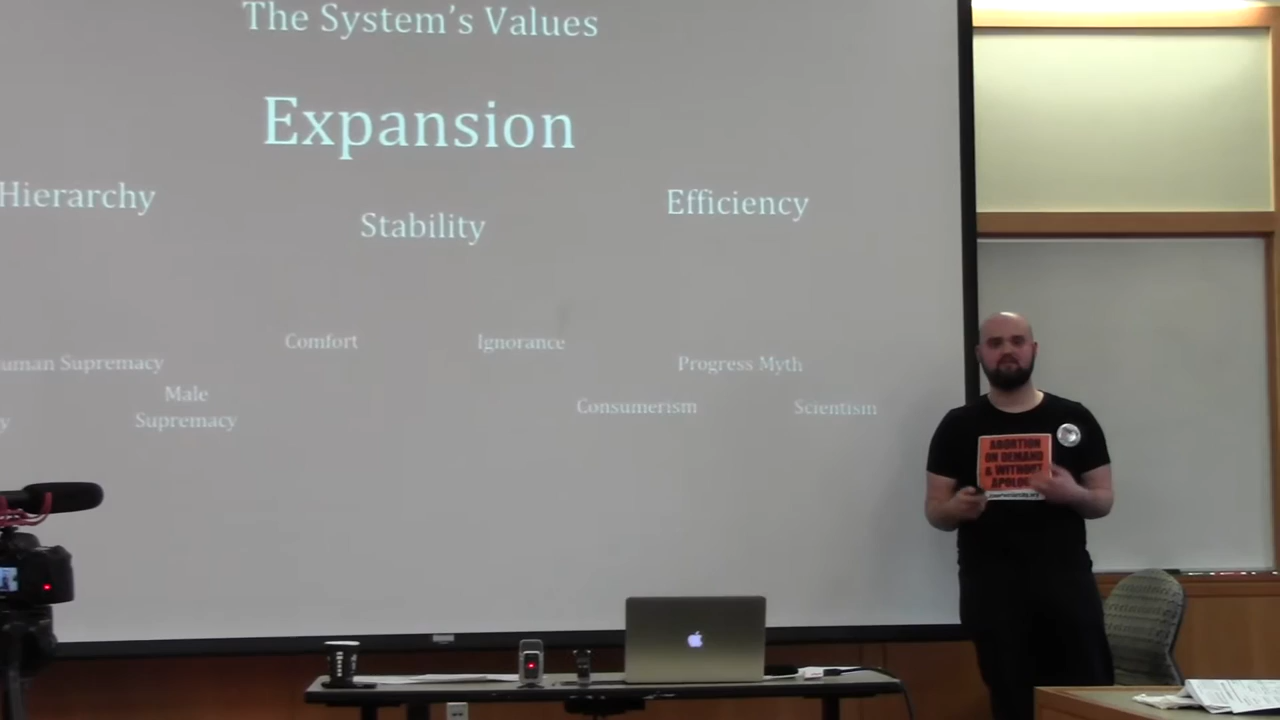 The System's Values
Expansion
Hierarchy
Efficiency
Stability
Comfort
Ignorance
uman Supremacy
Progress Myth
Male
Supremacy
Consumerism
Scientism
y
ABORTION
ON DEMAND
& WITHOUT
APOLO